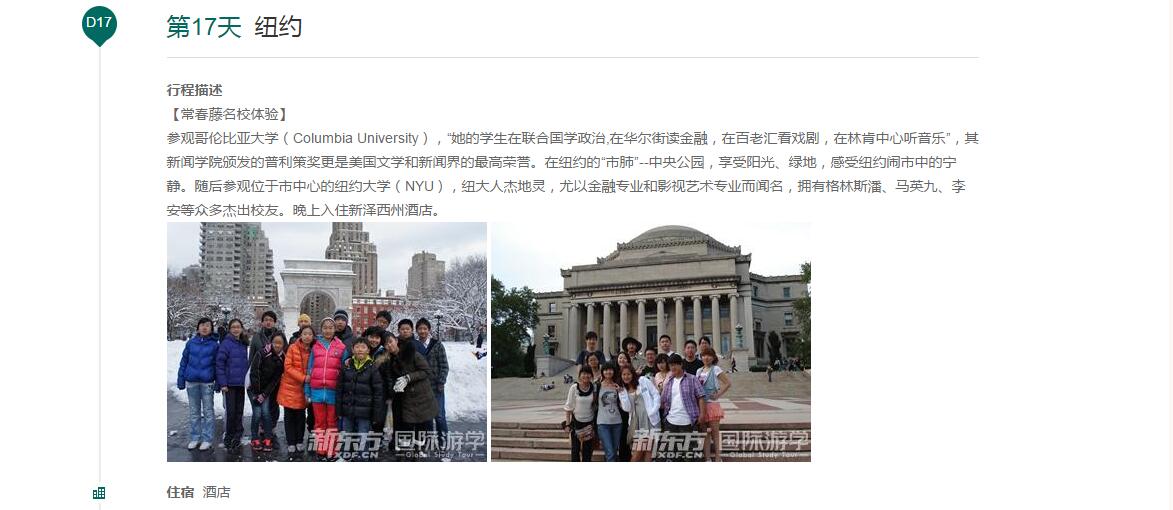 D17
第17天 纽约
行程描述
【常春藤名校体验】
参观哥伦比亚大学（Columbia University），“她的学生在联合国学政治,在华尔街读金融，在百老汇看戏剧，在林肯中心听音乐”，其
新闻学院颁发的普利策奖更是美国文学和新闻界的最高荣誉。在纽约的“市肺”--中央公园，享受阳光、绿地，感受纽约闹市中的宁
静。随后参观位于市中心的纽约大学（NYU），纽大人杰地灵，尤以金融专业和影视艺术专业而闻名，拥有格林斯潘、马英九、李
安等众多杰出校友。晚上入住新泽西州酒店。
新东方 国际游学
XDF.CN —Global Study Tour—
新东方 国际游学
XDF.CN —Global Study Tour—
住宿 酒店